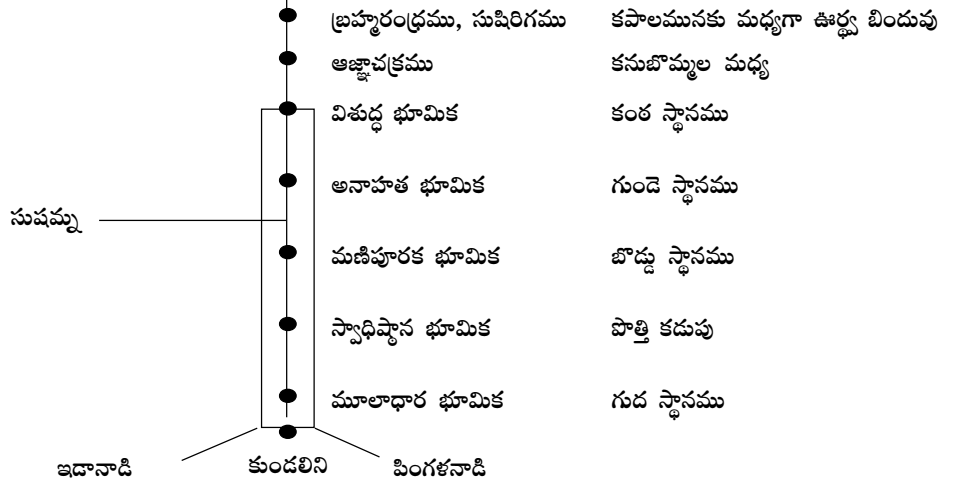 బ్రహ్మరంధ్రము, సుషిరిగము కపాలమునకు మధ్యగా ఊర్థ్వ బిందువు
ఆజ్ఞాచక్రము కనుబొమ్మల మధ్య
విశుద్ధ భూమిక కంఠ స్థానము
అనాహత భూమిక గుండె స్థానము
సుషమ్న
మణిపూరక భూమిక బొడ్డు స్థానము
స్వాధిష్ఠాన భూమిక పొత్తి కడుపు
మూలాధార భూమిక గుద స్థానము
ఇడానాడి కుండలిని పింగళనాడి